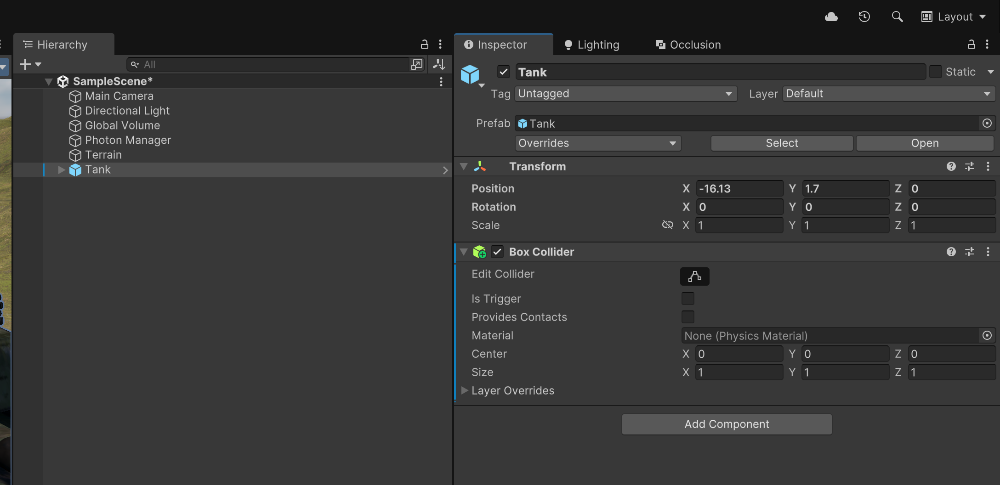 Layout
Hierarchy
Inspector
Lighting
Occlusion
All
SampleScene*
Main Camera
Directional Light
Global Volume
Photon Manager
Terrain
Tank
Tank
Static
Tag
Untagged
Layer
Default
Prefab
Tank
Overrides
Select
Open
Transform
Position X -16.13 Y 1.7 Z 0
Rotation X 0 Y 0 Z 0
Scale X 1 Y 1 Z 1
Box Collider
Edit Collider
Is Trigger
Provides Contacts
Material None (Physics Material)
Center X 0 Y 0 Z 0
Size X 1 Y 1 Z 1
Layer Overrides
Add Component